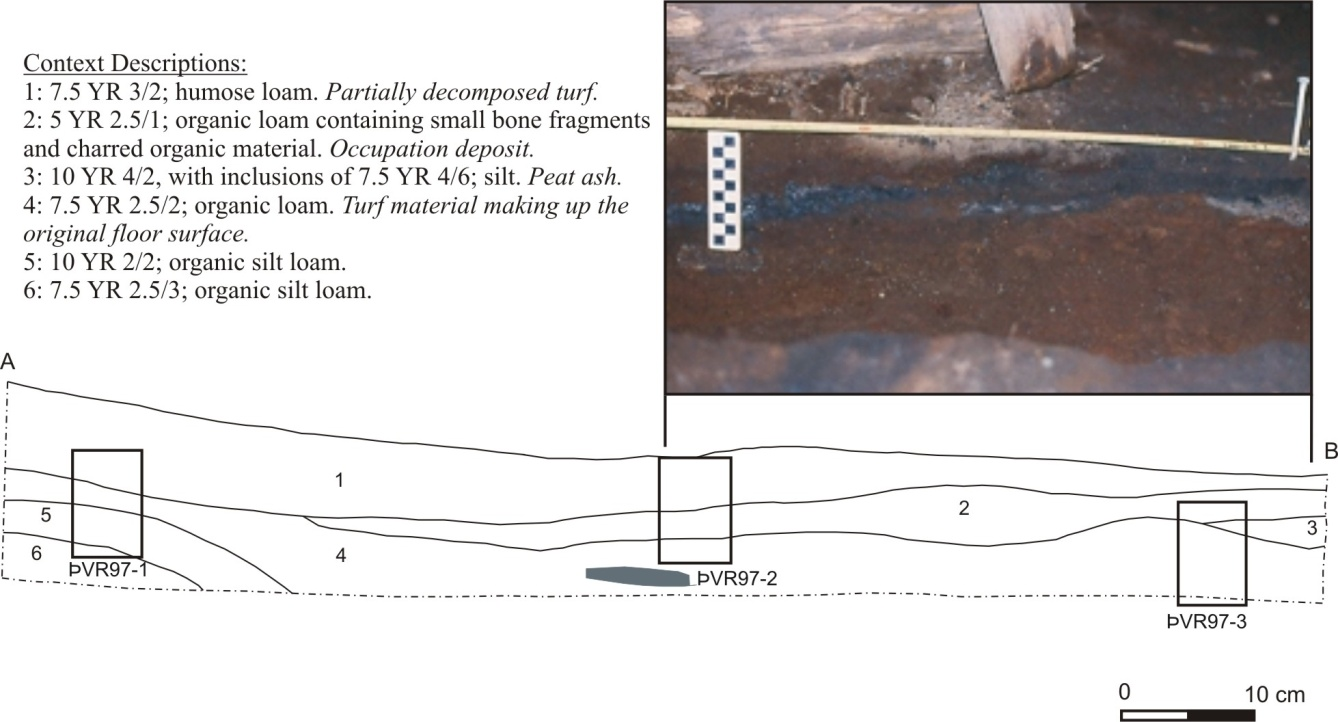 Context Descriptions:
1: 7.5 YR 3/2; humose loam. Partially decomposed turf.
2: 5 YR 2.5/1; organic loam containing small bone fragments
and charred organic material. Occupation deposit.
3: 10 YR 4/2, with inclusions of 7.5 YR 4/6; silt. Peat ash.
4: 7.5 YR 2.5/2; organic loam. Turf material making up the
original floor surface.
5: 10 YR 2/2; organic silt loam.
6: 7.5 YR 2.5/3; organic silt loam.
A
B
1
2
5
3
6
4
ÞVR97-1
ÞVR97-2
ÞVR97-3
0 10 cm